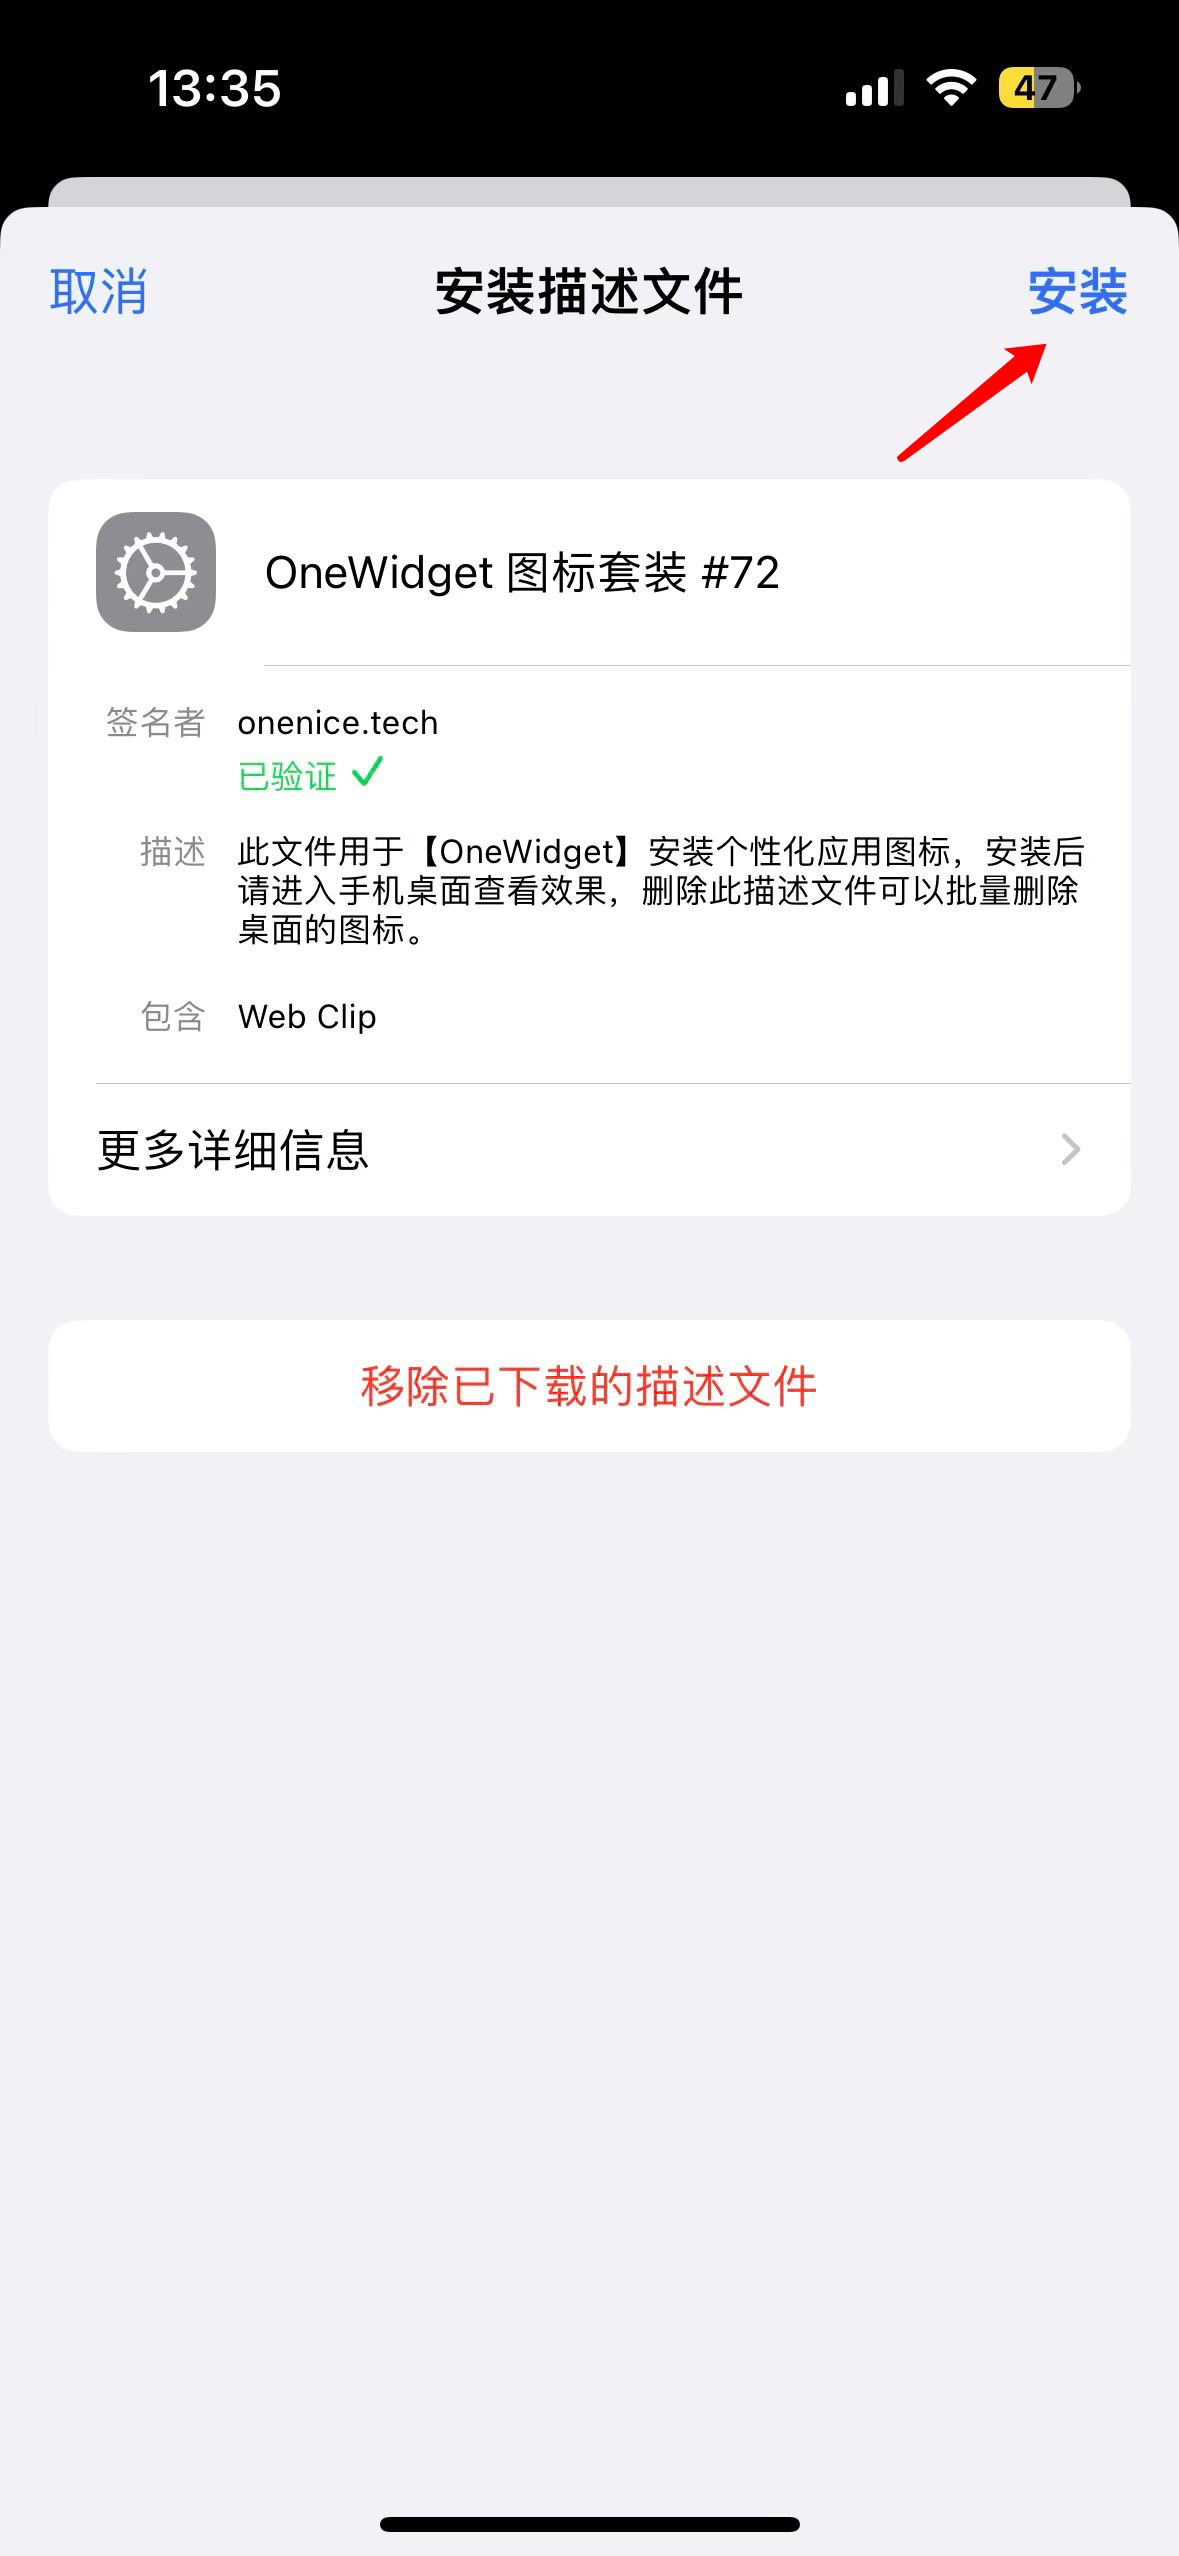 13:35
47
取消
安装描述文件
安装
OneWidget 图标套装 #72
签名者
onenice.tech
已验证
描述
此文件用于【OneWidget】安装个性化应用图标，安装后
请进入手机桌面查看效果，删除此描述文件可以批量删除
桌面的图标。
包含
Web Clip
更多详细信息
移除已下载的描述文件